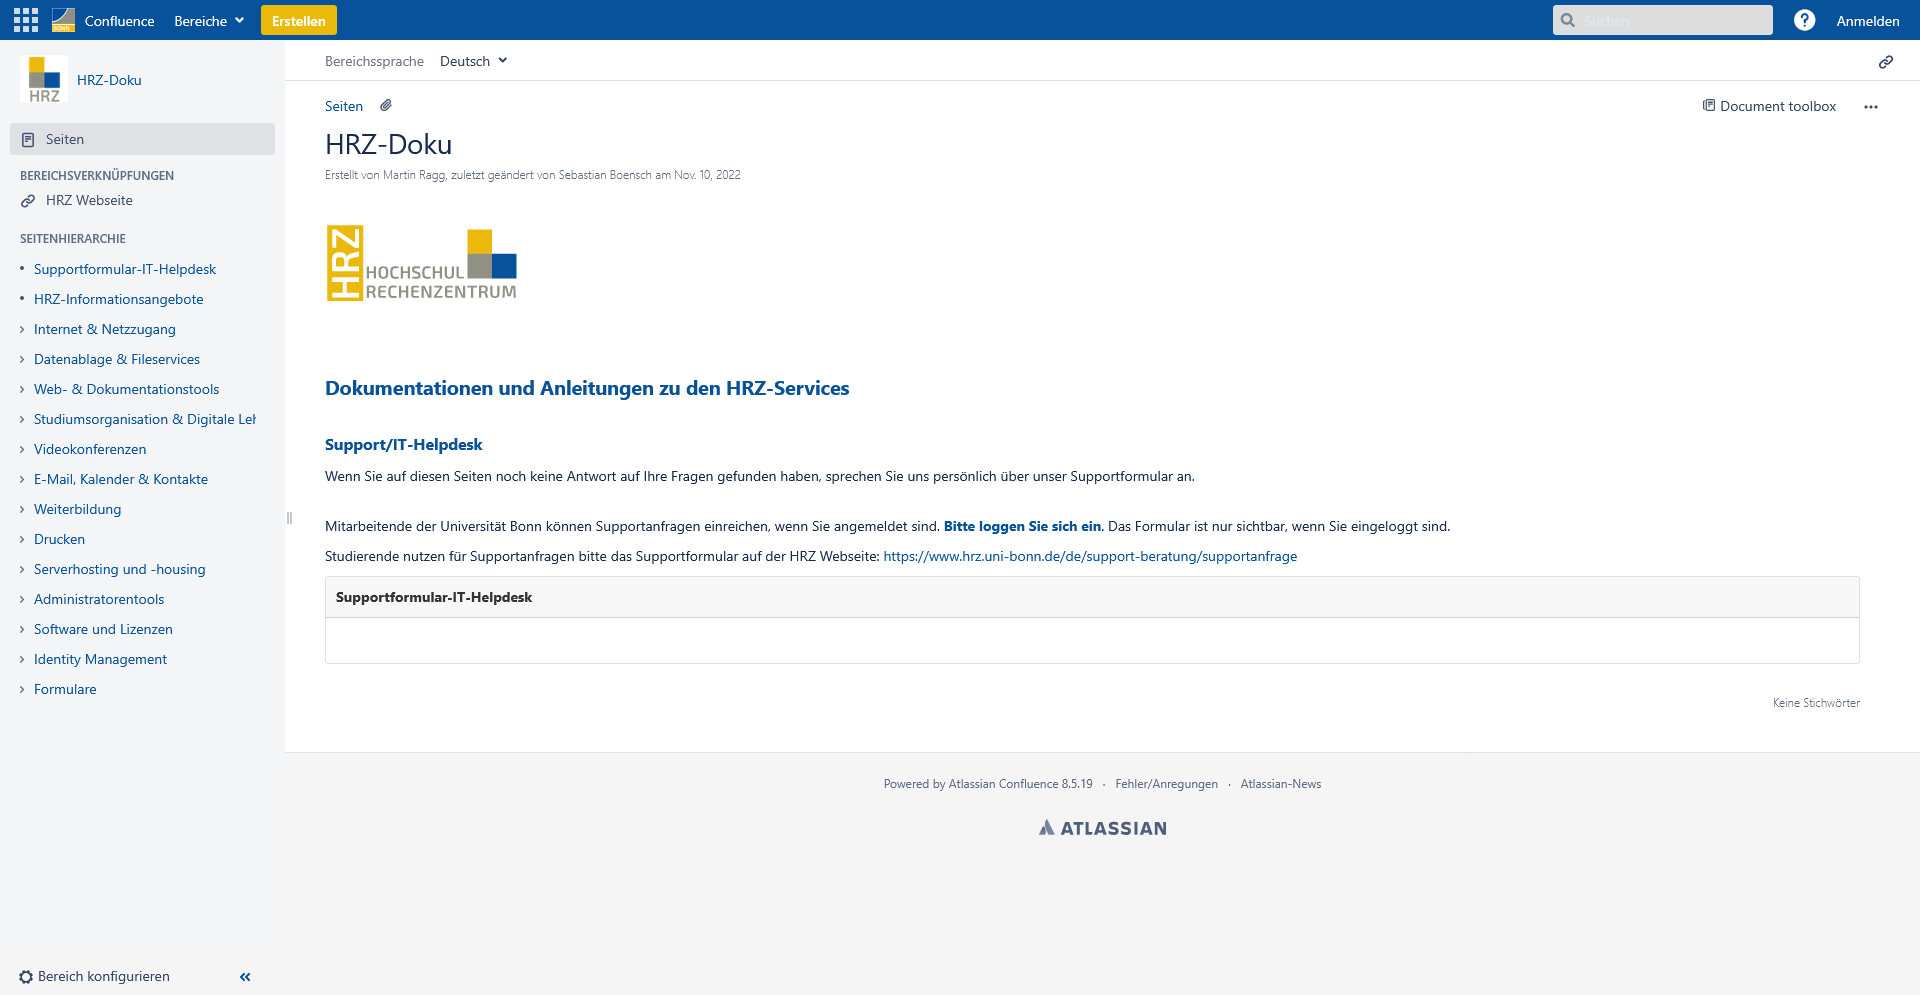 Confluence Bereiche Erstellen Suchen ? Anmelden
HRZ HRZ-Doku
Seiten
BEREICHSVERKNÜPFUNGEN
HRZ Webseite
SEITENHIERARCHIE
• Supportformular-IT-Helpdesk
• HRZ-Informationsangebote
Internet & Netzzugang
Datenablage & Fileservices
Web- & Dokumentationstools
Studiumsorganisation & Digitale
Videokonferenzen
E-Mail, Kalender & Kontakte
Weiterbildung
Drucken
Serverhosting und -housing
Administratorentools
Software und Lizenzen
Identity Management
Formulare
Bereich konfigurieren
Bereichssprache Deutsch
Seiten
Document toolbox
HRZ-Doku
Erstellt von Martin Ragg, zuletzt geändert von Sebastian Boensch am Nov. 10, 2022
HRZ
HOCHSCHUL
RECHENZENTRUM
Dokumentationen und Anleitungen zu den HRZ-Services
Support/IT-Helpdesk
Wenn Sie auf diesen Seiten noch keine Antwort auf Ihre Fragen gefunden haben, sprechen Sie uns persönlich über unser Supportformular an.
Mitarbeitende der Universität Bonn können Supportanfragen einreichen, wenn Sie angemeldet sind. Bitte loggen Sie sich ein. Das Formular ist nur sichtbar, wenn Sie eingeloggt sind.
Studierende nutzen für Supportanfragen bitte das Supportformular auf der HRZ Webseite: https://www.hrz.uni-bonn.de/de/support-beratung/supportanfrage
Supportformular-IT-Helpdesk
Keine Stichwörter
Powered by Atlassian Confluence 8.5.19 · Fehler/Anregungen · Atlassian-News
ATLASSIAN